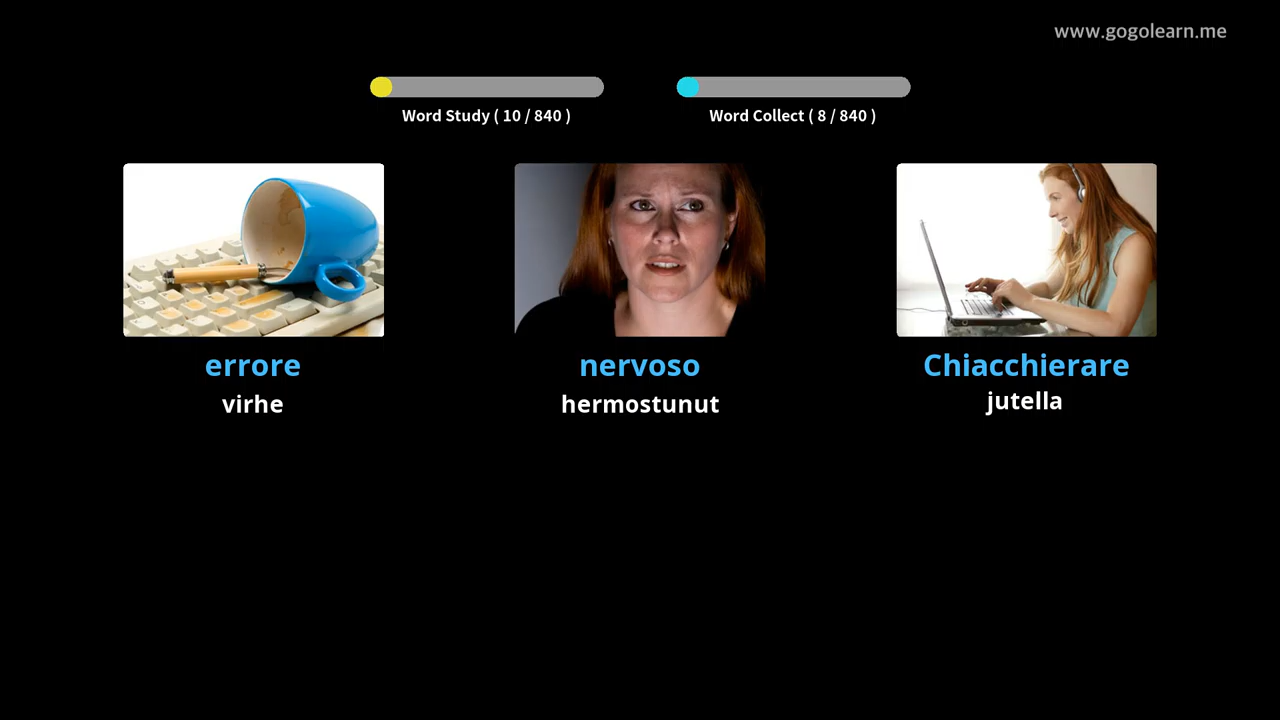 www.gogolearn.me
Word Study ( 10 / 840 )
Word Collect ( 8 / 840 )
errore
virhe
nervoso
hermostunut
Chiacchierare
jutella